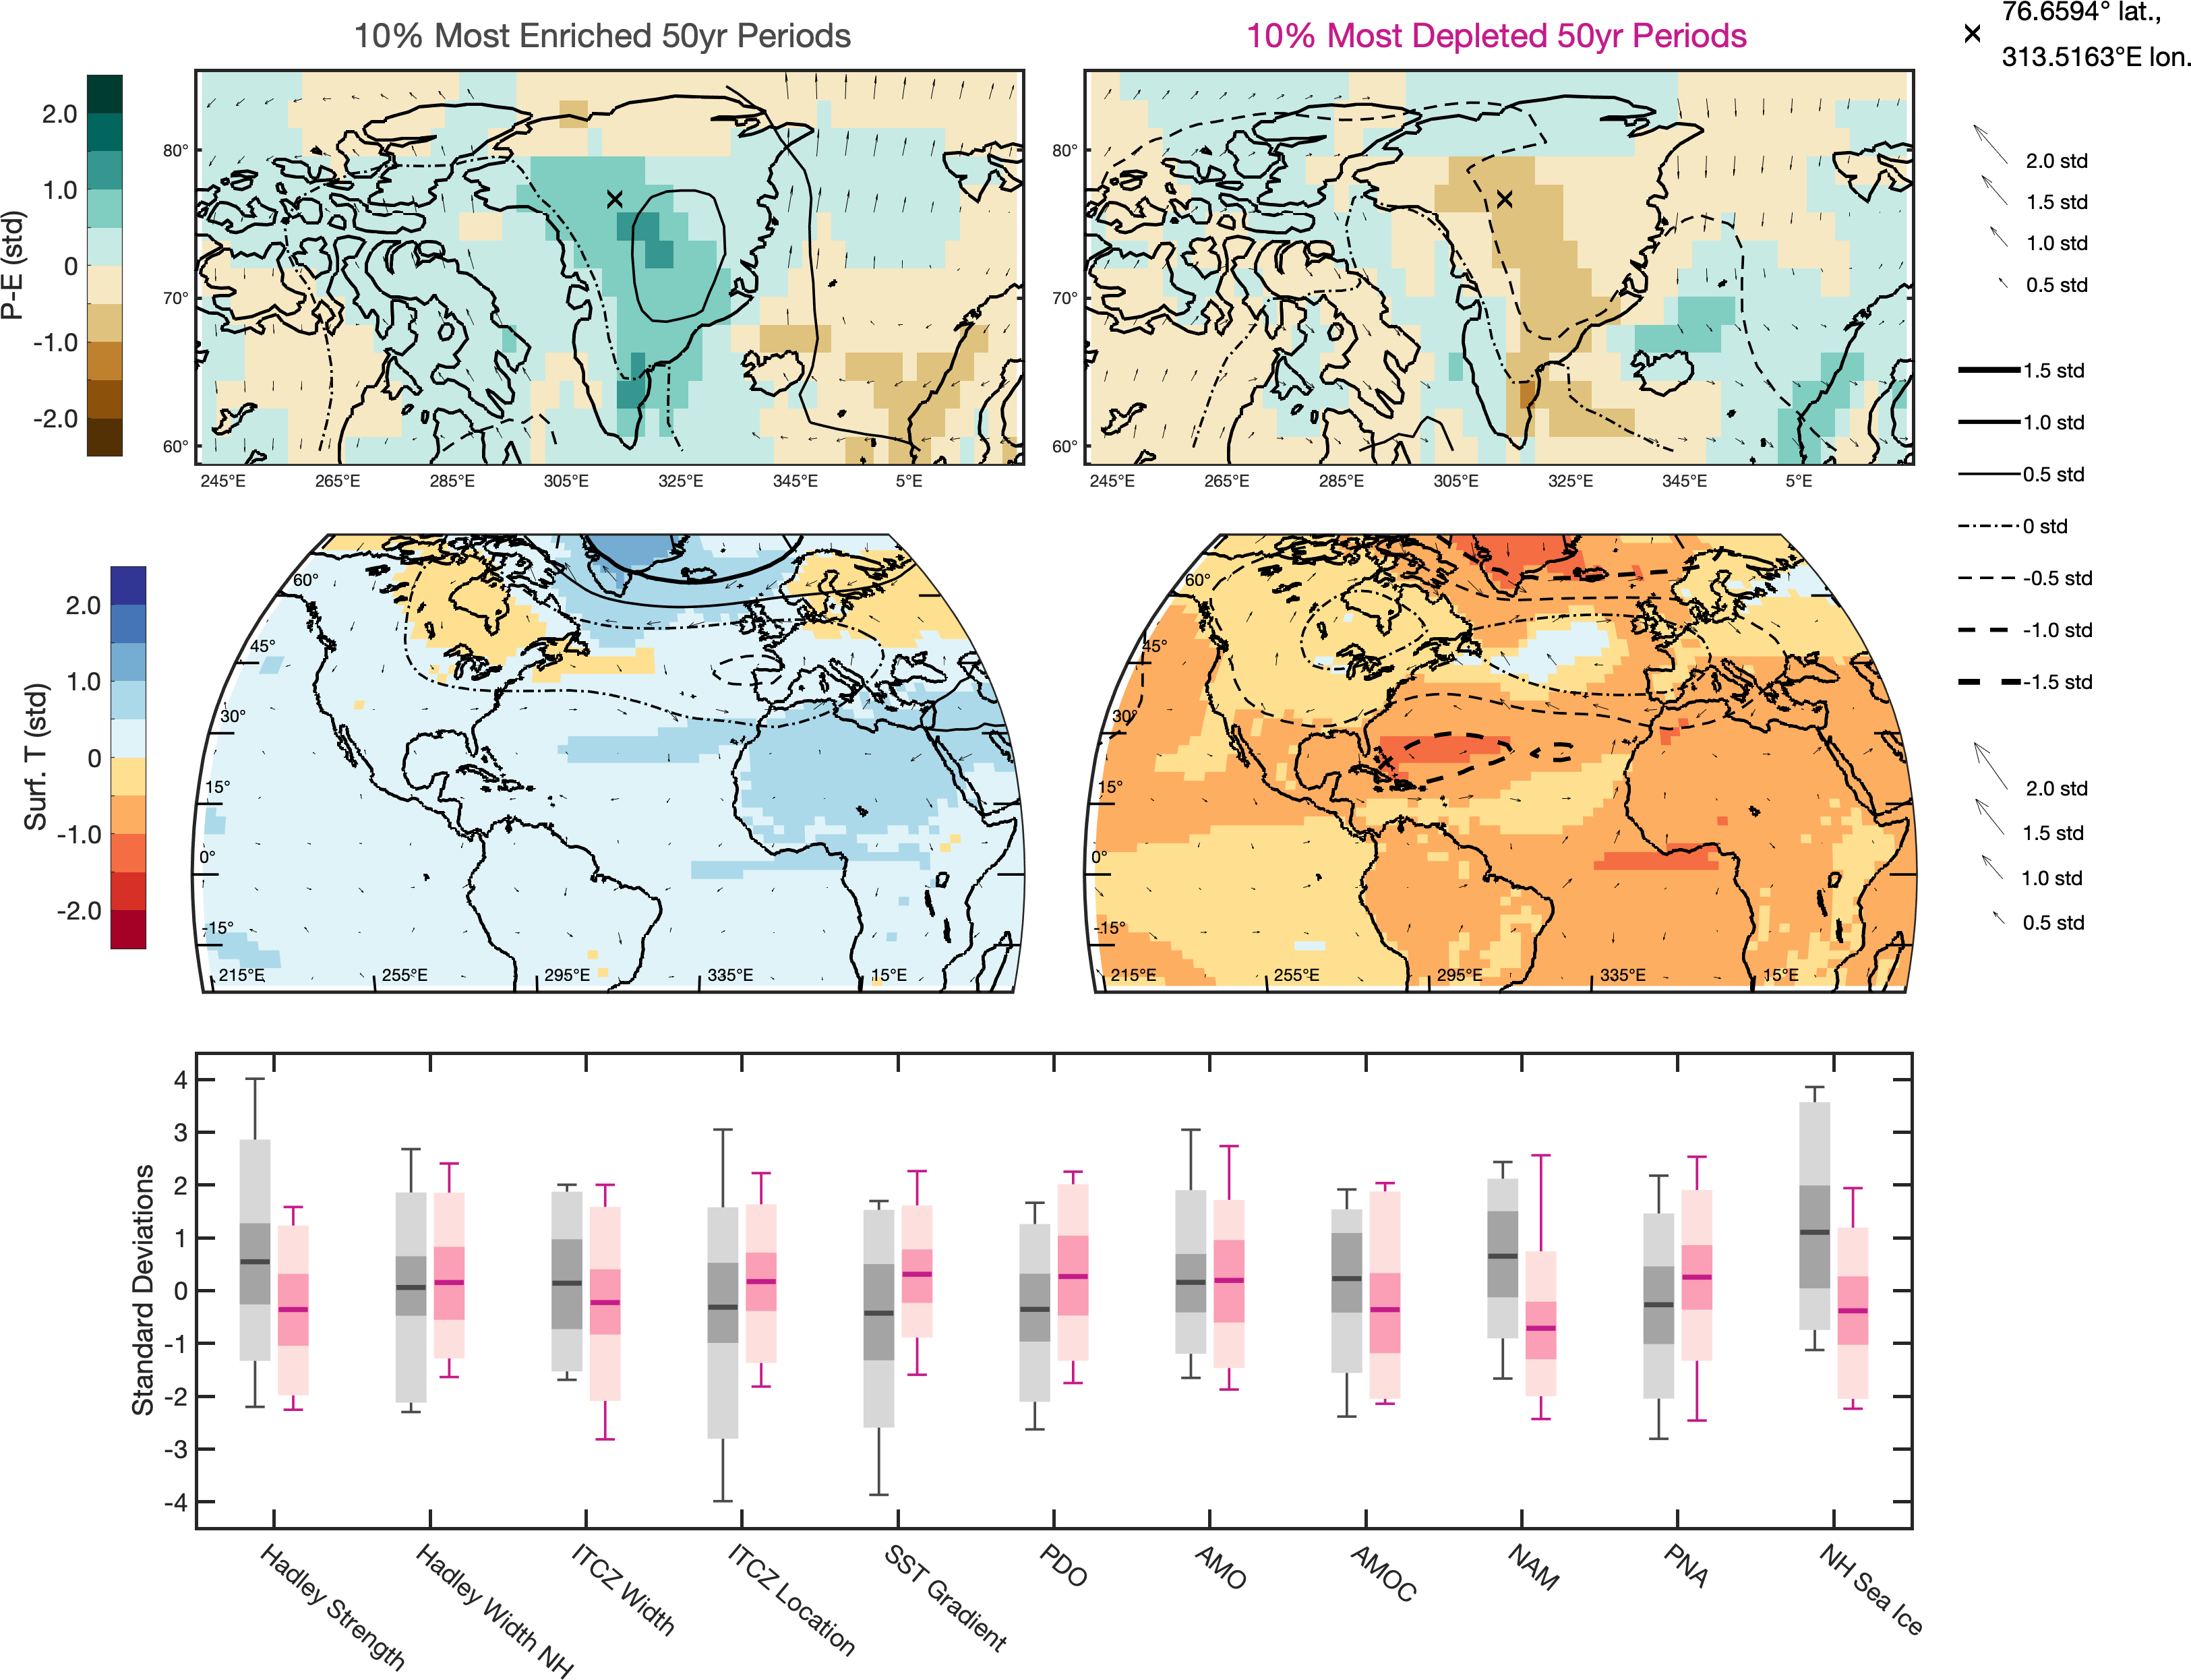 10% Most Enriched 50yr Periods
10% Most Depleted 50yr Periods
76.6594° lat.,
313.5163°E lon.
P-E (std)
2.0
1.0
0
-1.0
-2.0
80°
70°
60°
245°E 265°E 285°E 305°E 325°E 345°E 5°E
80°
70°
60°
245°E 265°E 285°E 305°E 325°E 345°E 5°E
2.0 std
1.5 std
1.0 std
0.5 std
1.5 std
1.0 std
0.5 std
0 std
-0.5 std
-1.0 std
-1.5 std
2.0 std
1.5 std
1.0 std
0.5 std
Surf. T (std)
2.0
1.0
0
-1.0
-2.0
60°
45°
30°
15°
0°
-15°
215°E 255°E 295°E 335°E 15°E
60°
45°
30°
15°
0°
-15°
215°E 255°E 295°E 335°E 15°E
Standard Deviations
4
3
2
1
0
-1
-2
-3
-4
Hadley Strength
Hadley Width NH
ITCZ Width
ITCZ Location
SST Gradient
PDO
AMO
AMOC
NAM
PNA
NH Sea Ice